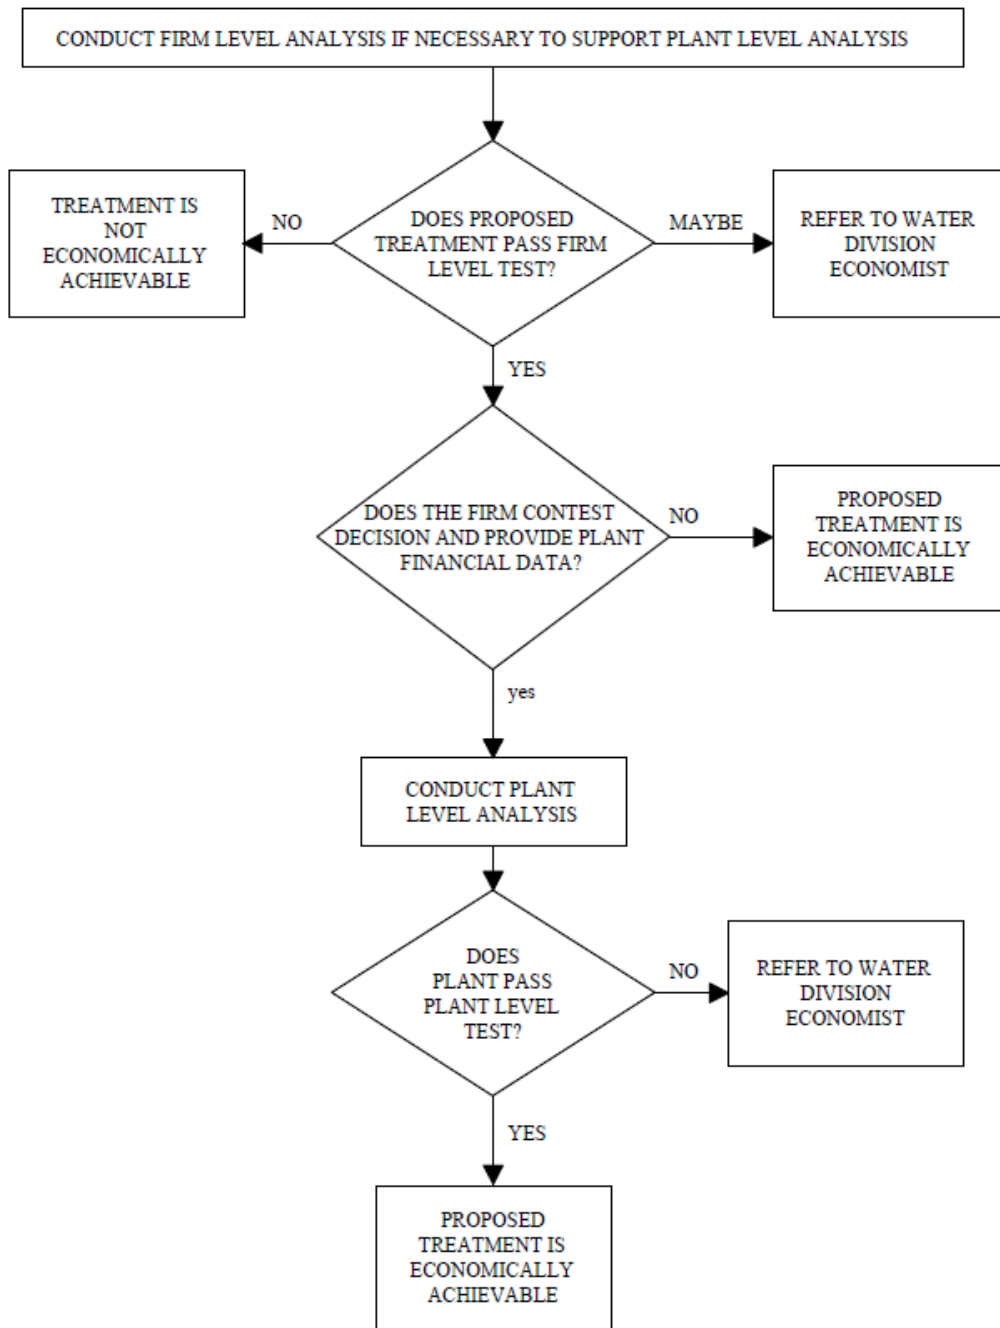 CONDUCT FIRM LEVEL ANALYSIS IF NECESSARY TO SUPPORT PLANT LEVEL ANALYSIS
TREATMENT IS
NOT
ECONOMICALLY
ACHIEVABLE
NO
DOES PROPOSED
TREATMENT PASS FIRM
LEVEL TEST?
MAYBE
REFER TO WATER
DIVISION
ECONOMIST
YES
DOES THE FIRM CONTEST
DECISION AND PROVIDE PLANT
FINANCIAL DATA?
NO
PROPOSED
TREATMENT IS
ECONOMICALLY
ACHIEVABLE
yes
CONDUCT PLANT
LEVEL ANALYSIS
DOES
PLANT PASS
PLANT LEVEL
TEST?
NO
REFER TO WATER
DIVISION
ECONOMIST
YES
PROPOSED
TREATMENT IS
ECONOMICALLY
ACHIEVABLE